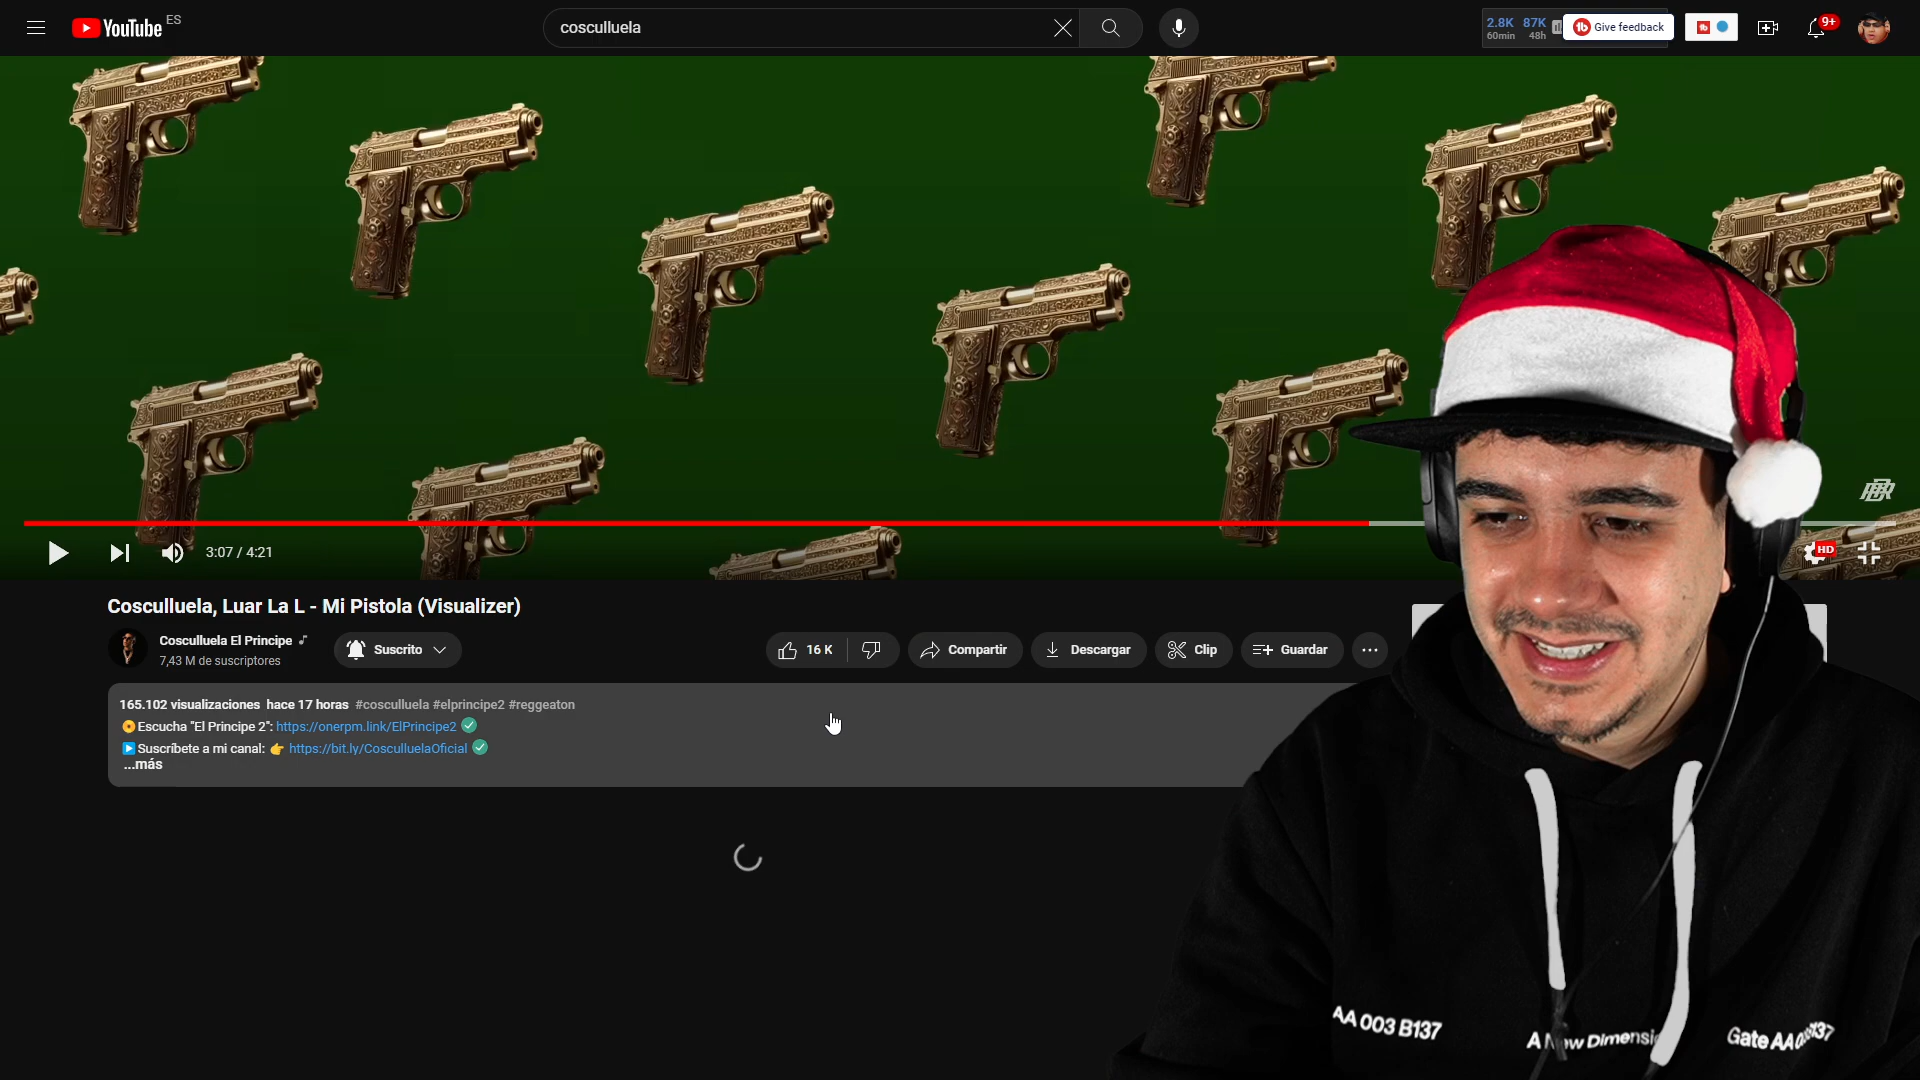 YouTube ES
cosculluela
2.8K 87K
60min 48h
Give feedback
9+
3:07 / 4:21
HD
Cosculluela, Luar La L - Mi Pistola (Visualizer)
Cosculluela El Principe
7,43 M de suscriptores
Suscrito
16 K
Compartir
Descargar
Clip
Guardar
165.102 visualizaciones hace 17 horas #cosculluela #elprincipe2 #reggeaton
Escucha "El Principe 2": https://onerpm.link/ElPrincipe2
Suscríbete a mi canal: https://bit.ly/CosculluelaOficial
...más
AA 003 B137
A New Dimensi
Gate AA